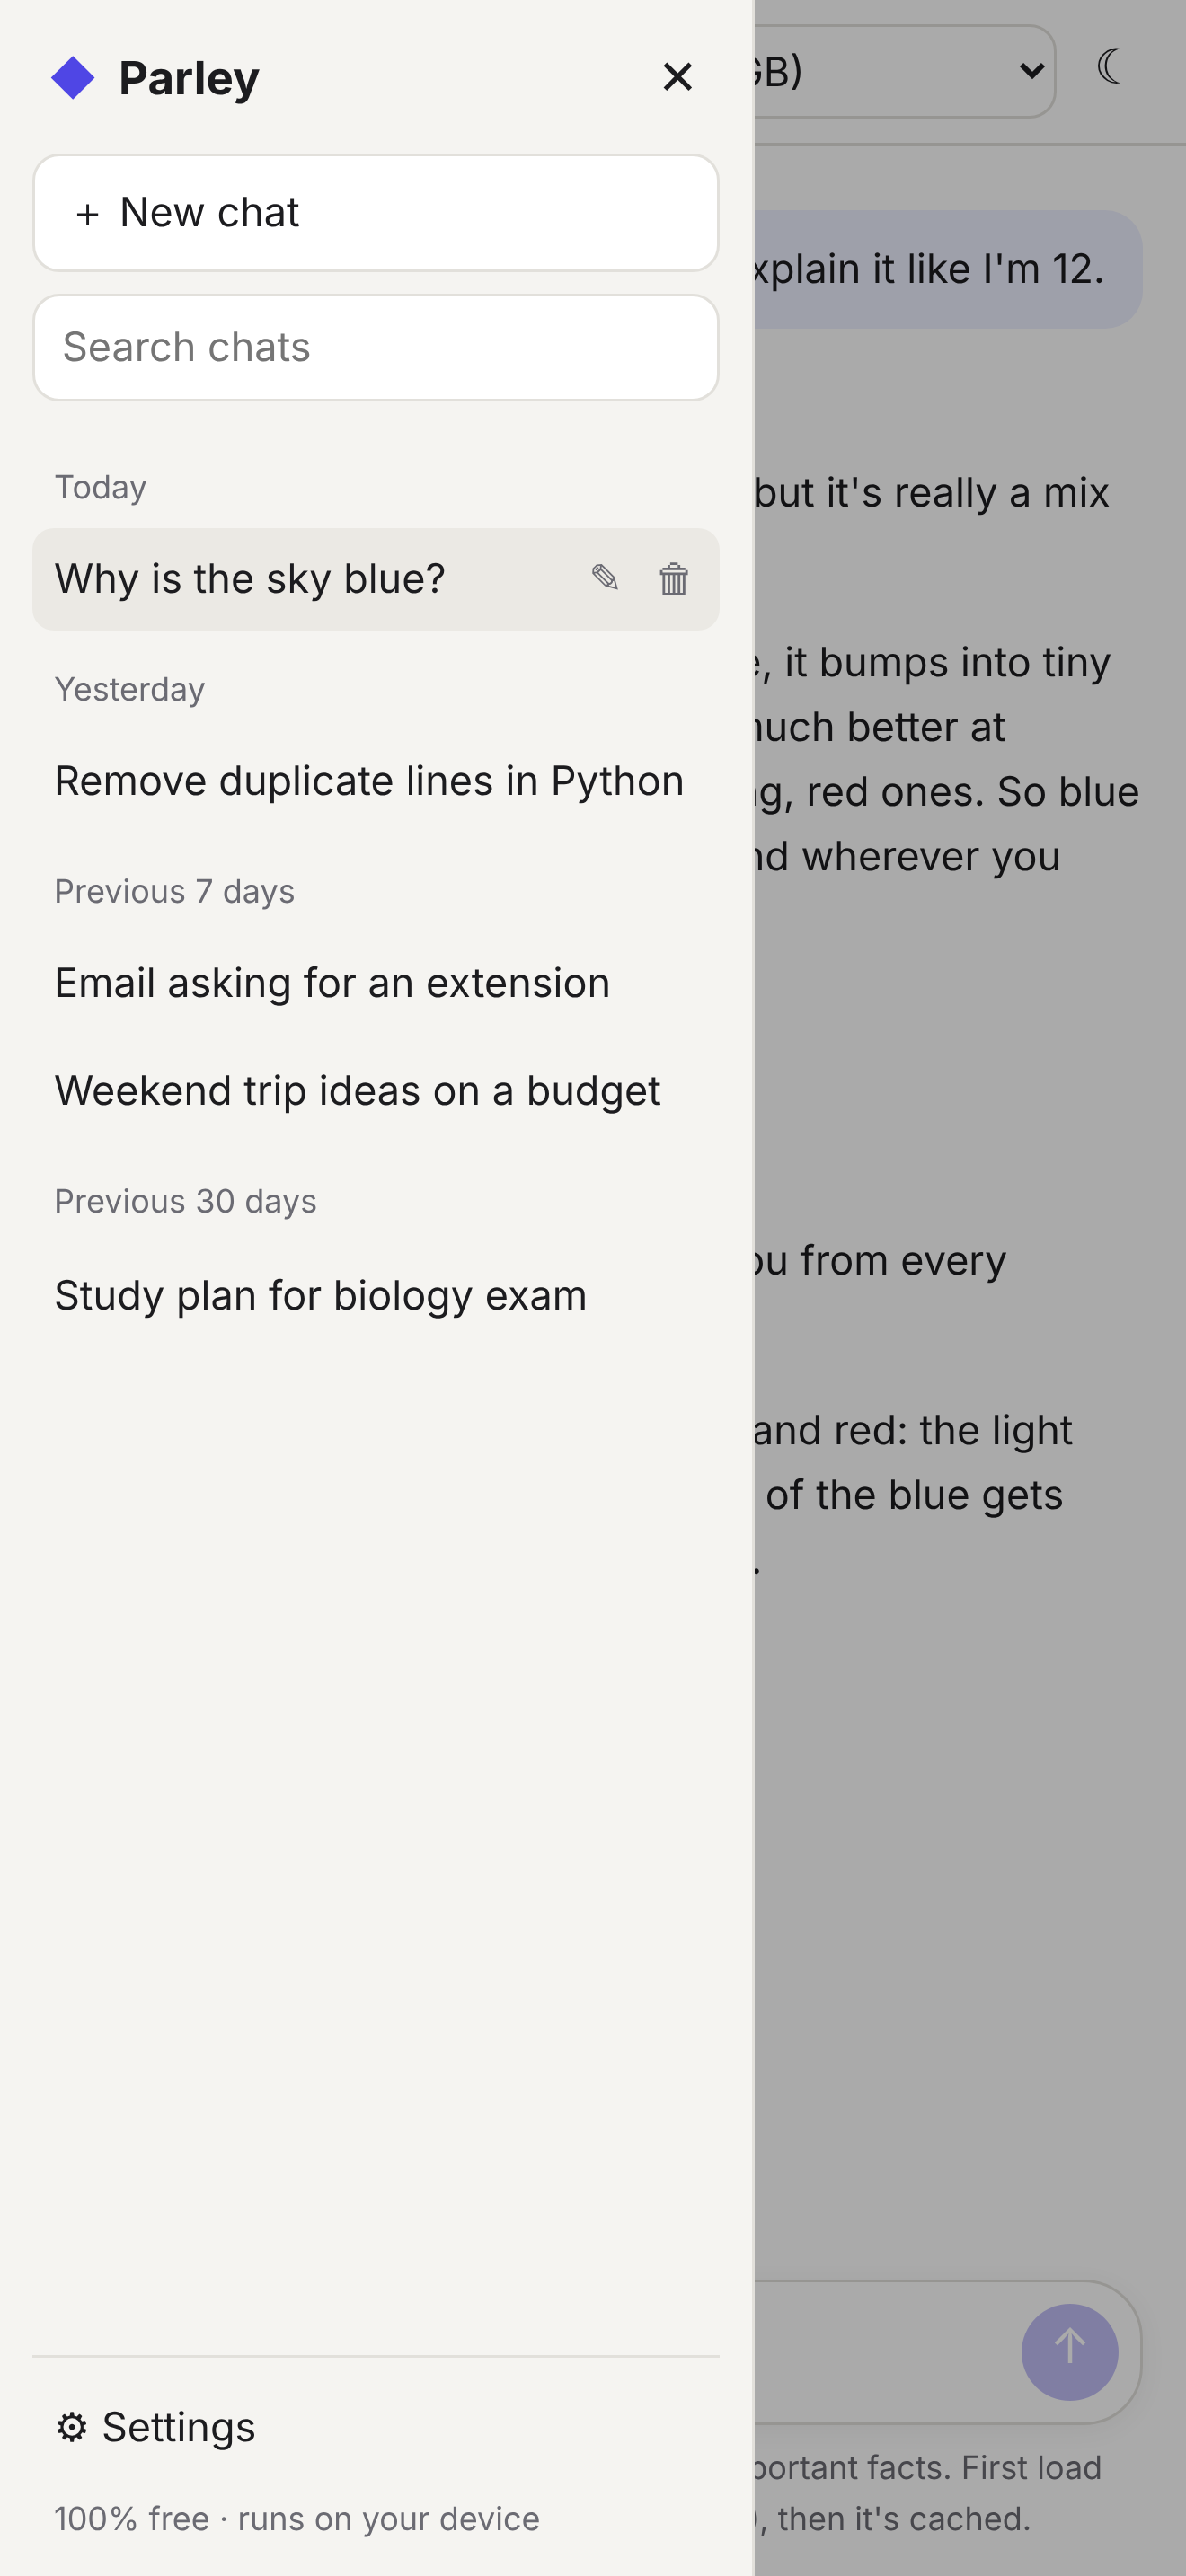 Parley
New chat
Search chats
Today
Why is the sky blue?
Yesterday
Remove duplicate lines in Python
Previous 7 days
Email asking for an extension
Weekend trip ideas on a budget
Previous 30 days
Study plan for biology exam
Settings
100% free · runs on your device
GB)
explain it like I'm 12.
but it's really a mix
, it bumps into tiny
much better at
, red ones. So blue
wherever you
from every
and red: the light
of the blue gets
.
facts. First load
, then it's cached.